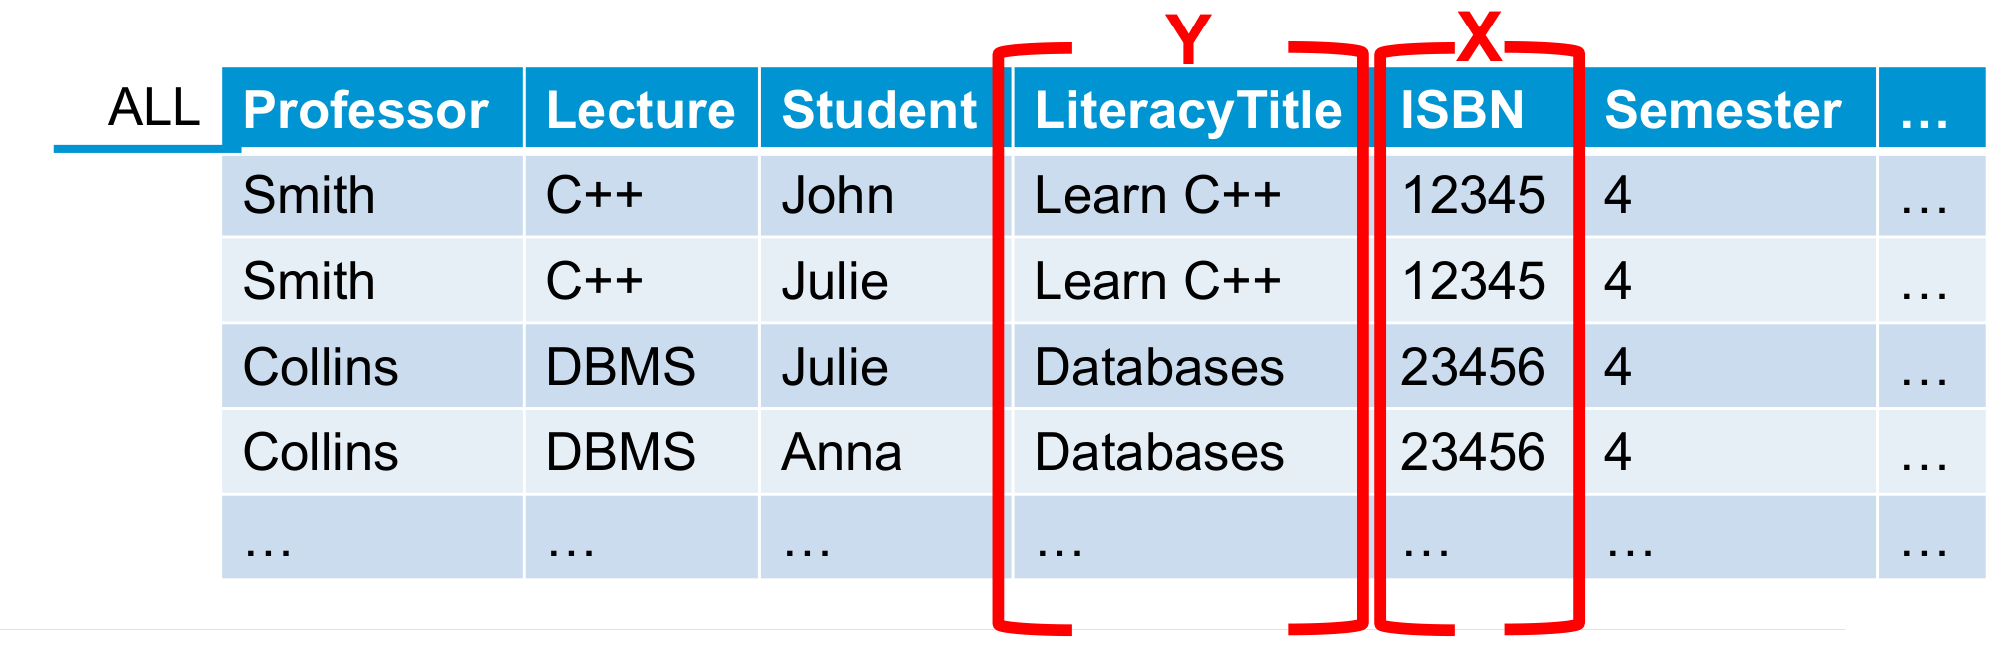 Y X
ALL Professor Lecture Student LiteracyTitle ISBN Semester …
Smith C++ John Learn C++ 12345 4 …
Smith C++ Julie Learn C++ 12345 4 …
Collins DBMS Julie Databases 23456 4 …
Collins DBMS Anna Databases 23456 4 …
… … … … … … …